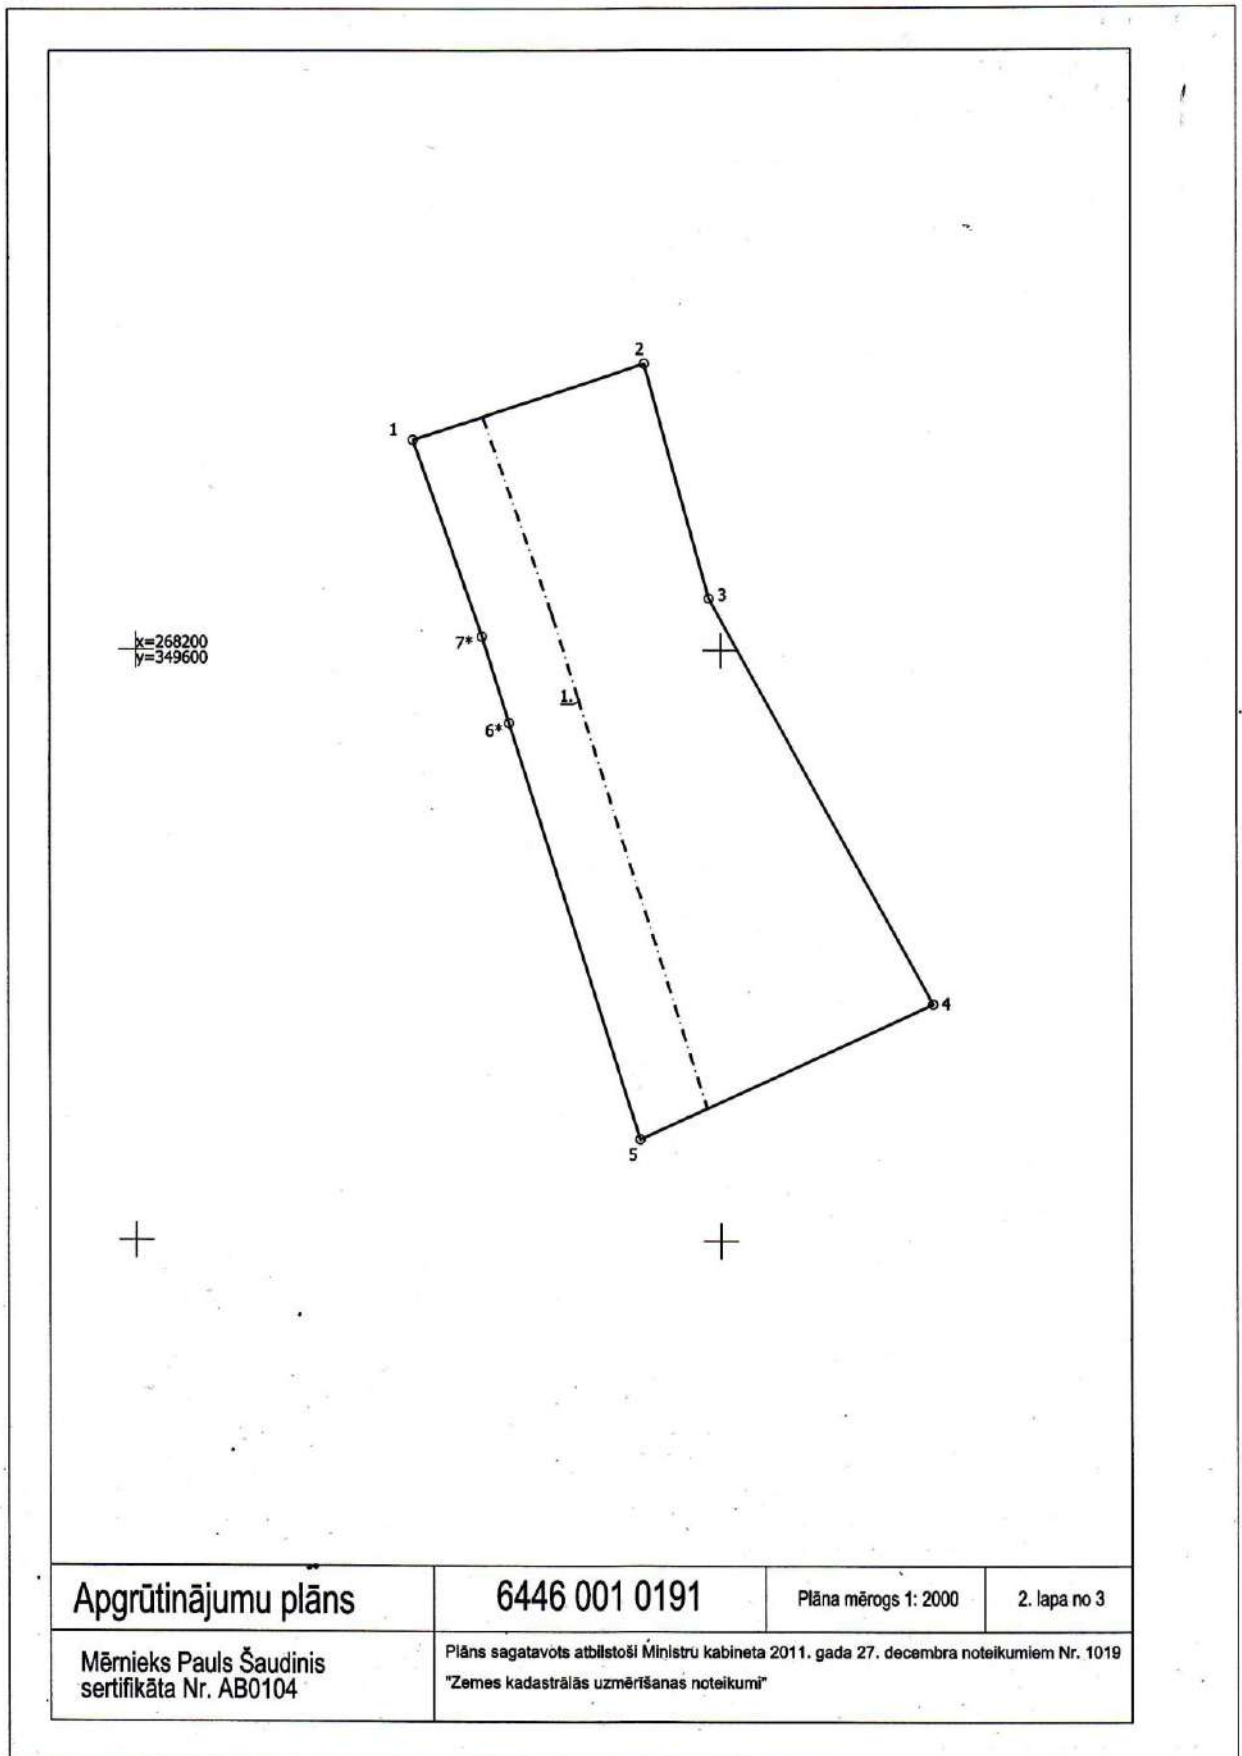 2
1
3
7*
x=268200
y=349600
1.
6*
4
5
Apgrūtinājumu plāns
6446 001 0191
Plāna mērogs 1: 2000
2. lapa no 3
Mērnieks Pauls Šaudinis
sertifikāta Nr. AB0104
Plāns sagatavots atbilstoši Ministru kabineta 2011. gada 27. decembra noteikumiem Nr. 1019
"Zemes kadastrālās uzmērīšanas noteikumi"